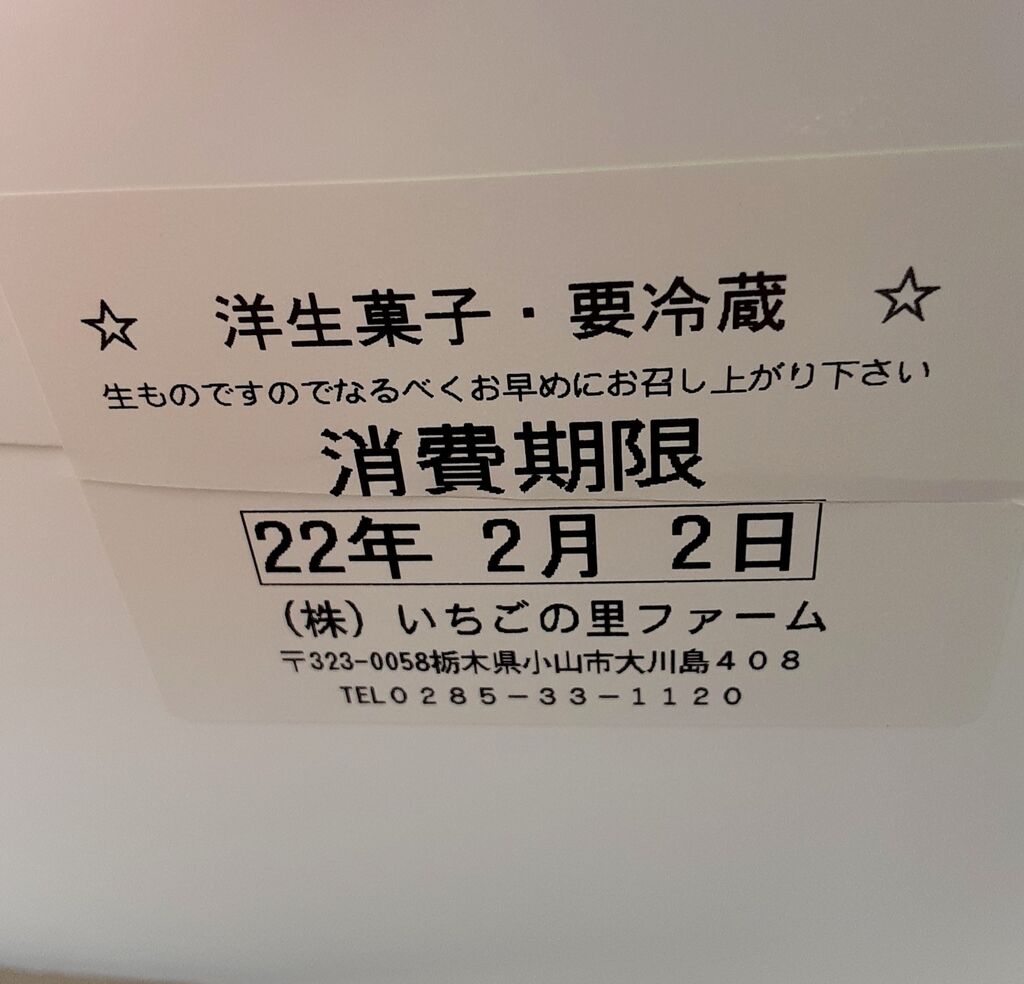 ☆ 洋生菓子・要冷蔵 ☆
生ものですのでなるべくお早めにお召し上がり下さい
消費期限
22年 2月 2日
(株)いちごの里ファーム
〒323-0058栃木県小山市大川島408
TEL0285-33-1120